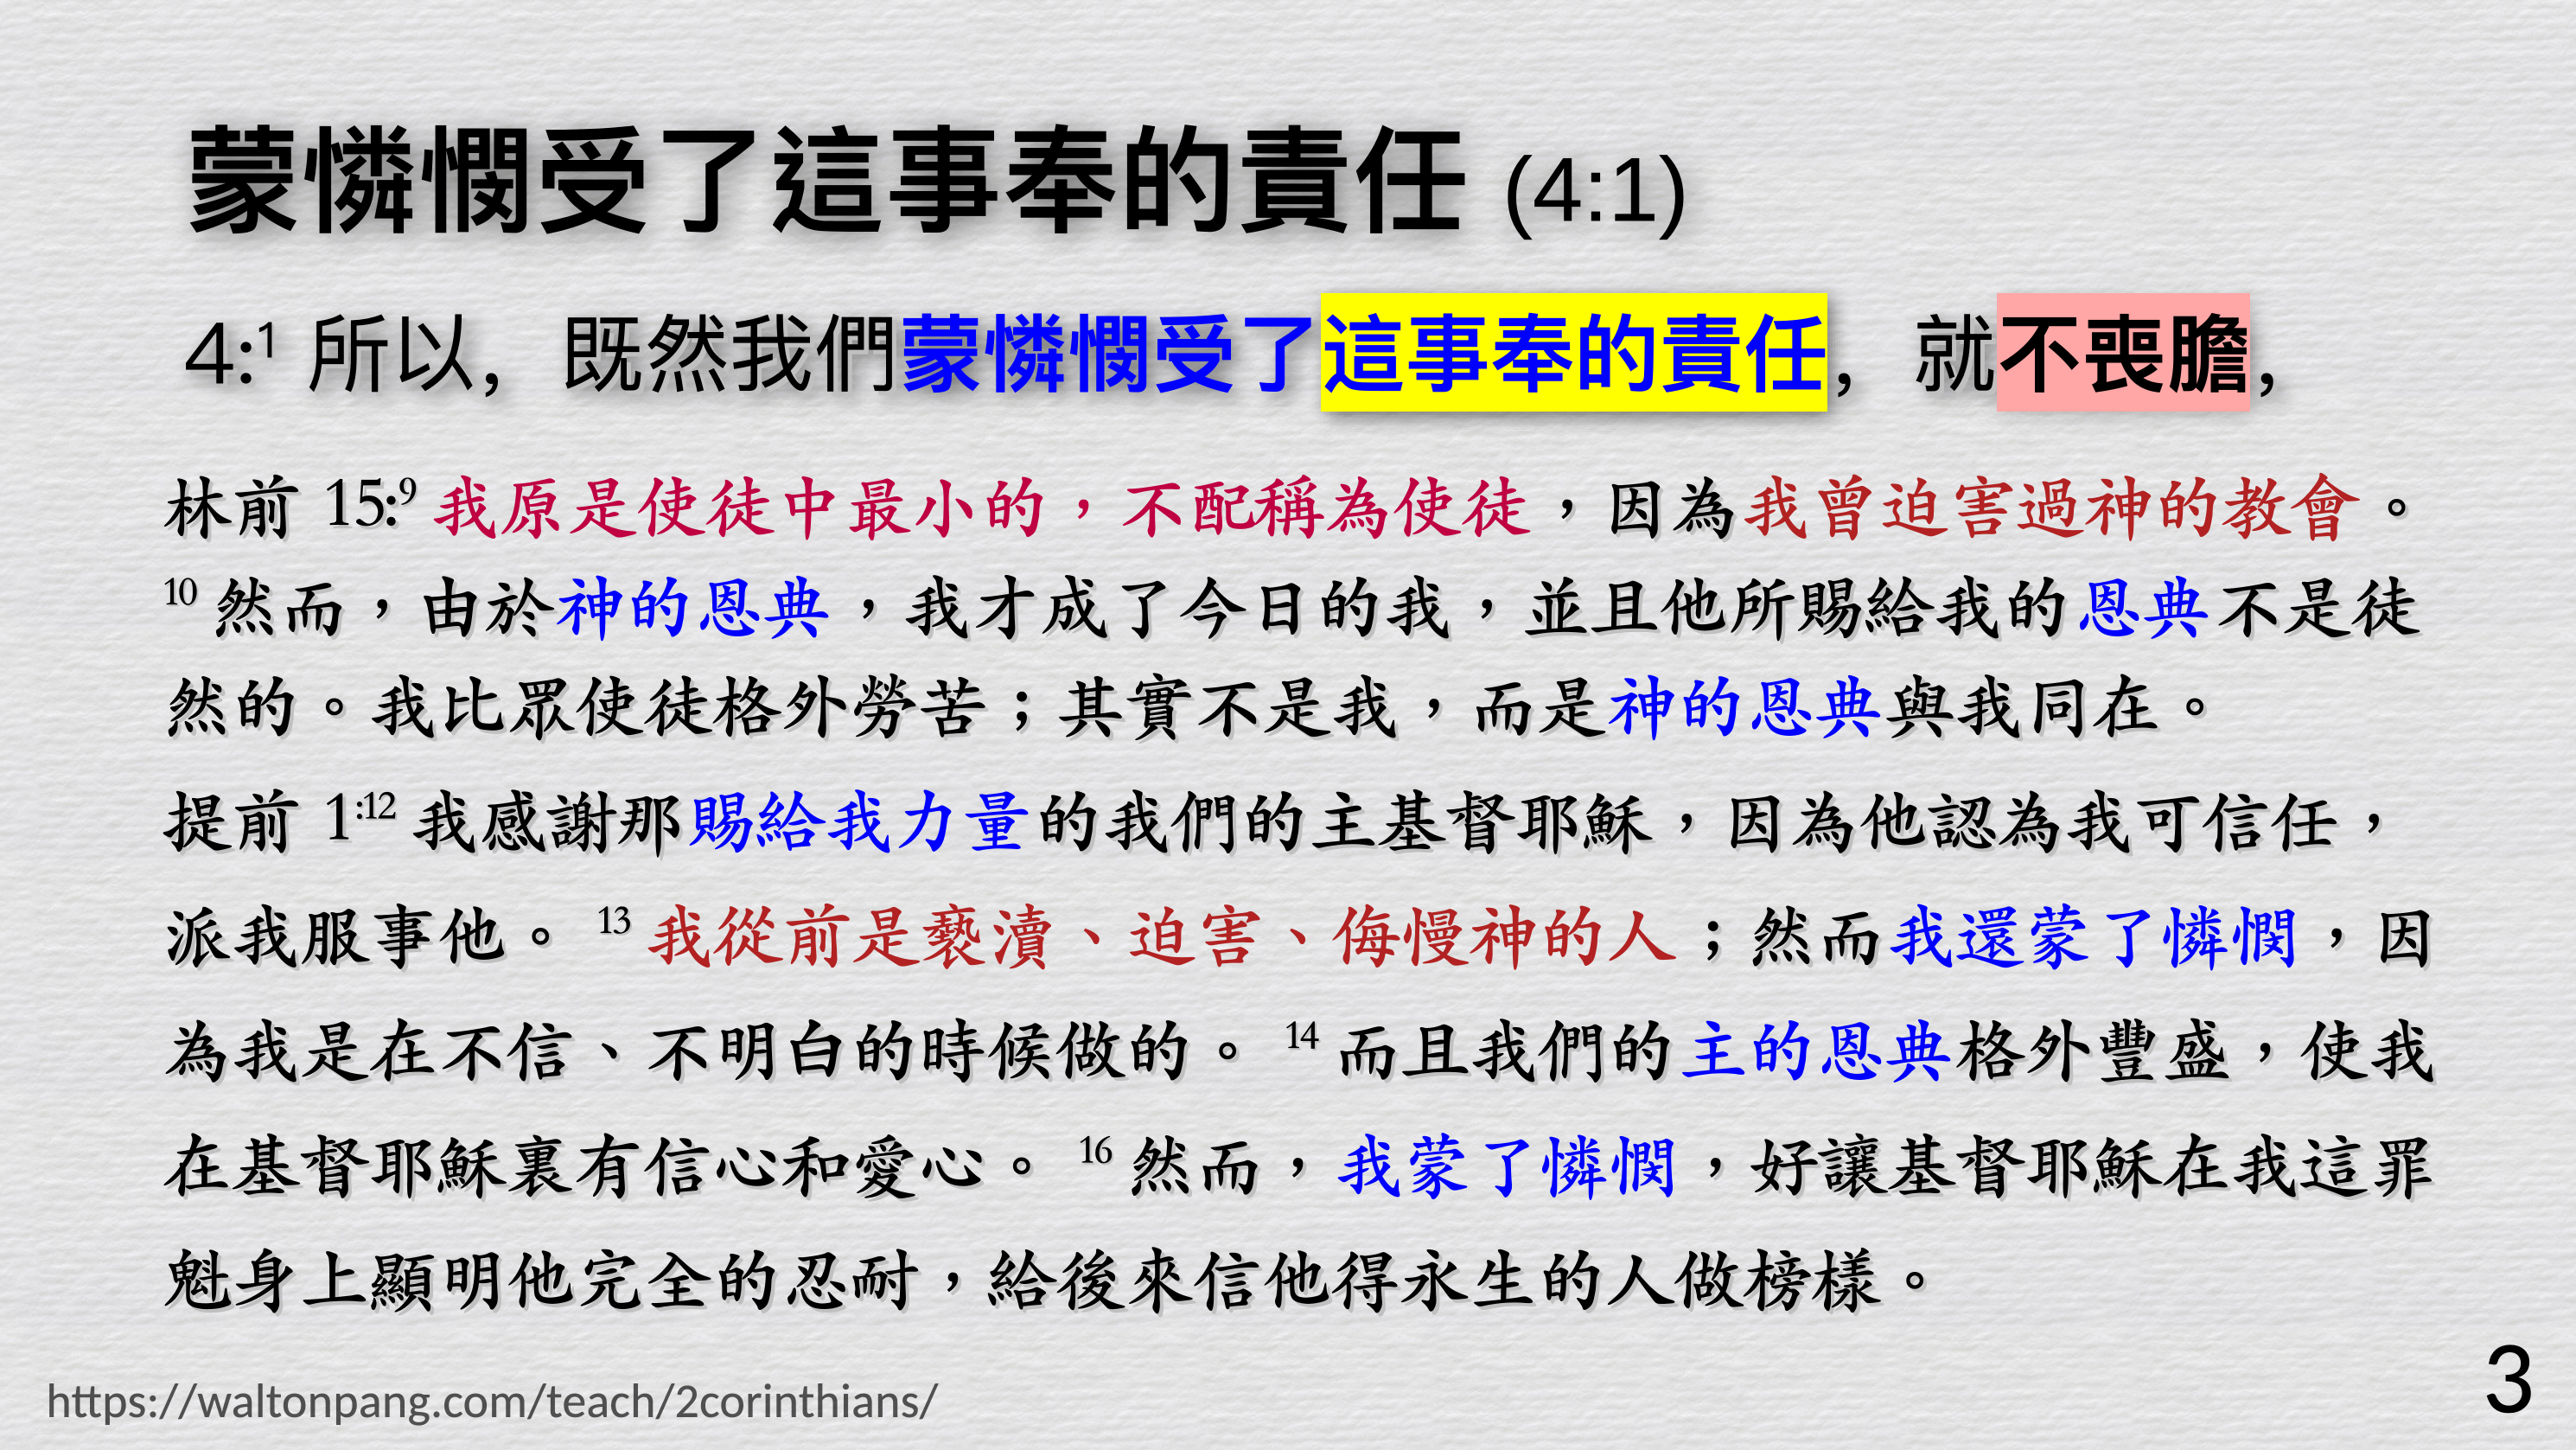 蒙憐憫受了這事奉的責任 (4:1)
4:1 所以，既然我們蒙憐憫受了這事奉的責任，就不喪膽，
林前 15:9 我原是使徒中最小的，不配稱為使徒，因為我曾迫害過神的教會。
10 然而，由於神的恩典，我才成了今日的我，並且他所賜給我的恩典不是徒
然的。我比眾使徒格外勞苦；其實不是我，而是神的恩典與我同在。
提前 1:12 我感謝那賜給我力量的我們的主基督耶穌，因為他認為我可信任，
派我服事他。 13 我從前是褻瀆、迫害、侮慢神的人；然而我還蒙了憐憫，因
為我是在不信、不明白的時候做的。 14 而且我們的主的恩典格外豐盛，使我
在基督耶穌裏有信心和愛心。 16 然而，我蒙了憐憫，好讓基督耶穌在我這罪
魁身上顯明他完全的忍耐，給後來信他得永生的人做榜樣。
https://waltonpang.com/teach/2corinthians/
3